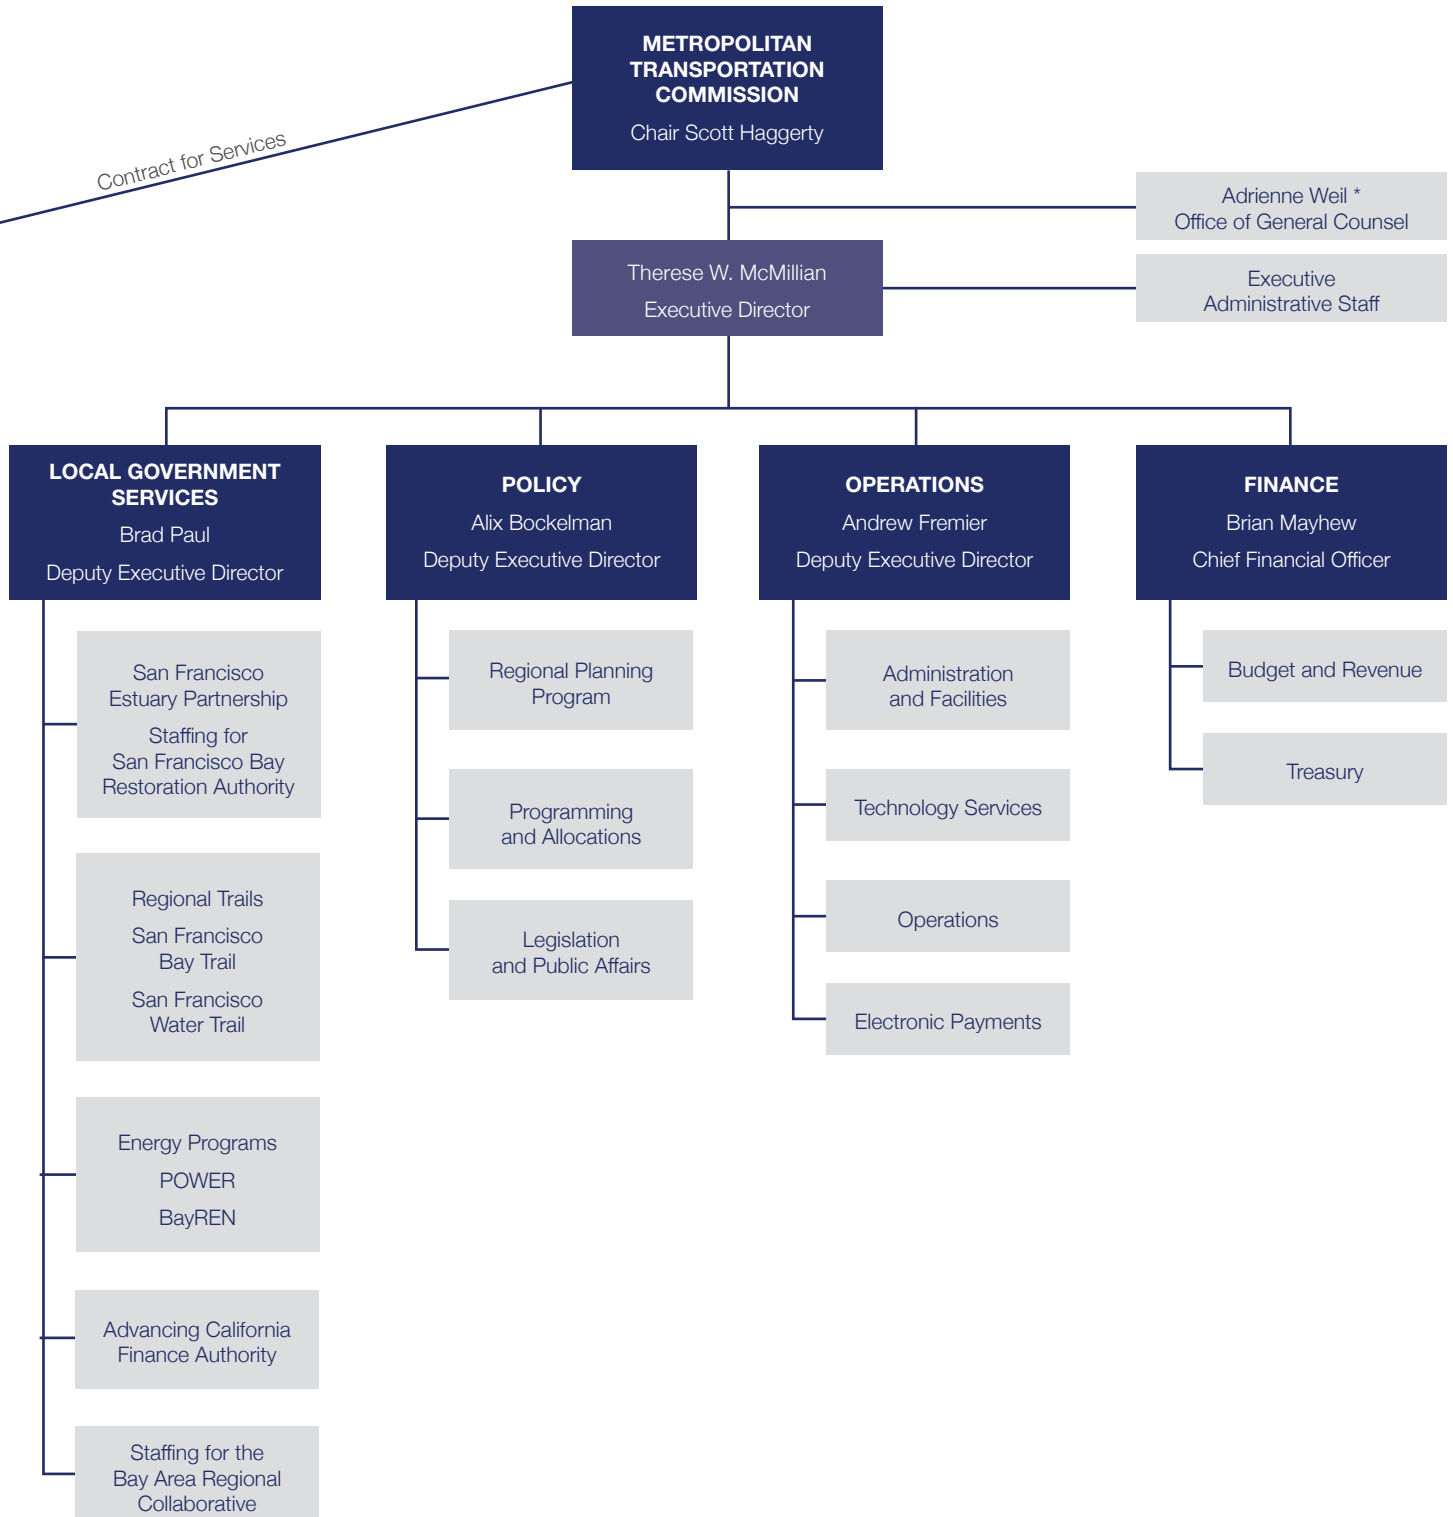 METROPOLITAN
TRANSPORTATION
COMMISSION
Chair Scott Haggerty
Contract for Services
Adrienne Weil *
Office of General Counsel
Therese W. McMillian
Executive Director
Executive
Administrative Staff
LOCAL GOVERNMENT
SERVICES
Brad Paul
Deputy Executive Director
San Francisco
Estuary Partnership
Staffing for
San Francisco Bay
Restoration Authority
Regional Trails
San Francisco
Bay Trail
San Francisco
Water Trail
Energy Programs
POWER
BayREN
Advancing California
Finance Authority
Staffing for the
Bay Area Regional
Collaborative
POLICY
Alix Bockelman
Deputy Executive Director
Regional Planning
Program
Programming
and Allocations
Legislation
and Public Affairs
OPERATIONS
Andrew Fremier
Deputy Executive Director
Administration
and Facilities
Technology Services
Operations
Electronic Payments
FINANCE
Brian Mayhew
Chief Financial Officer
Budget and Revenue
Treasury